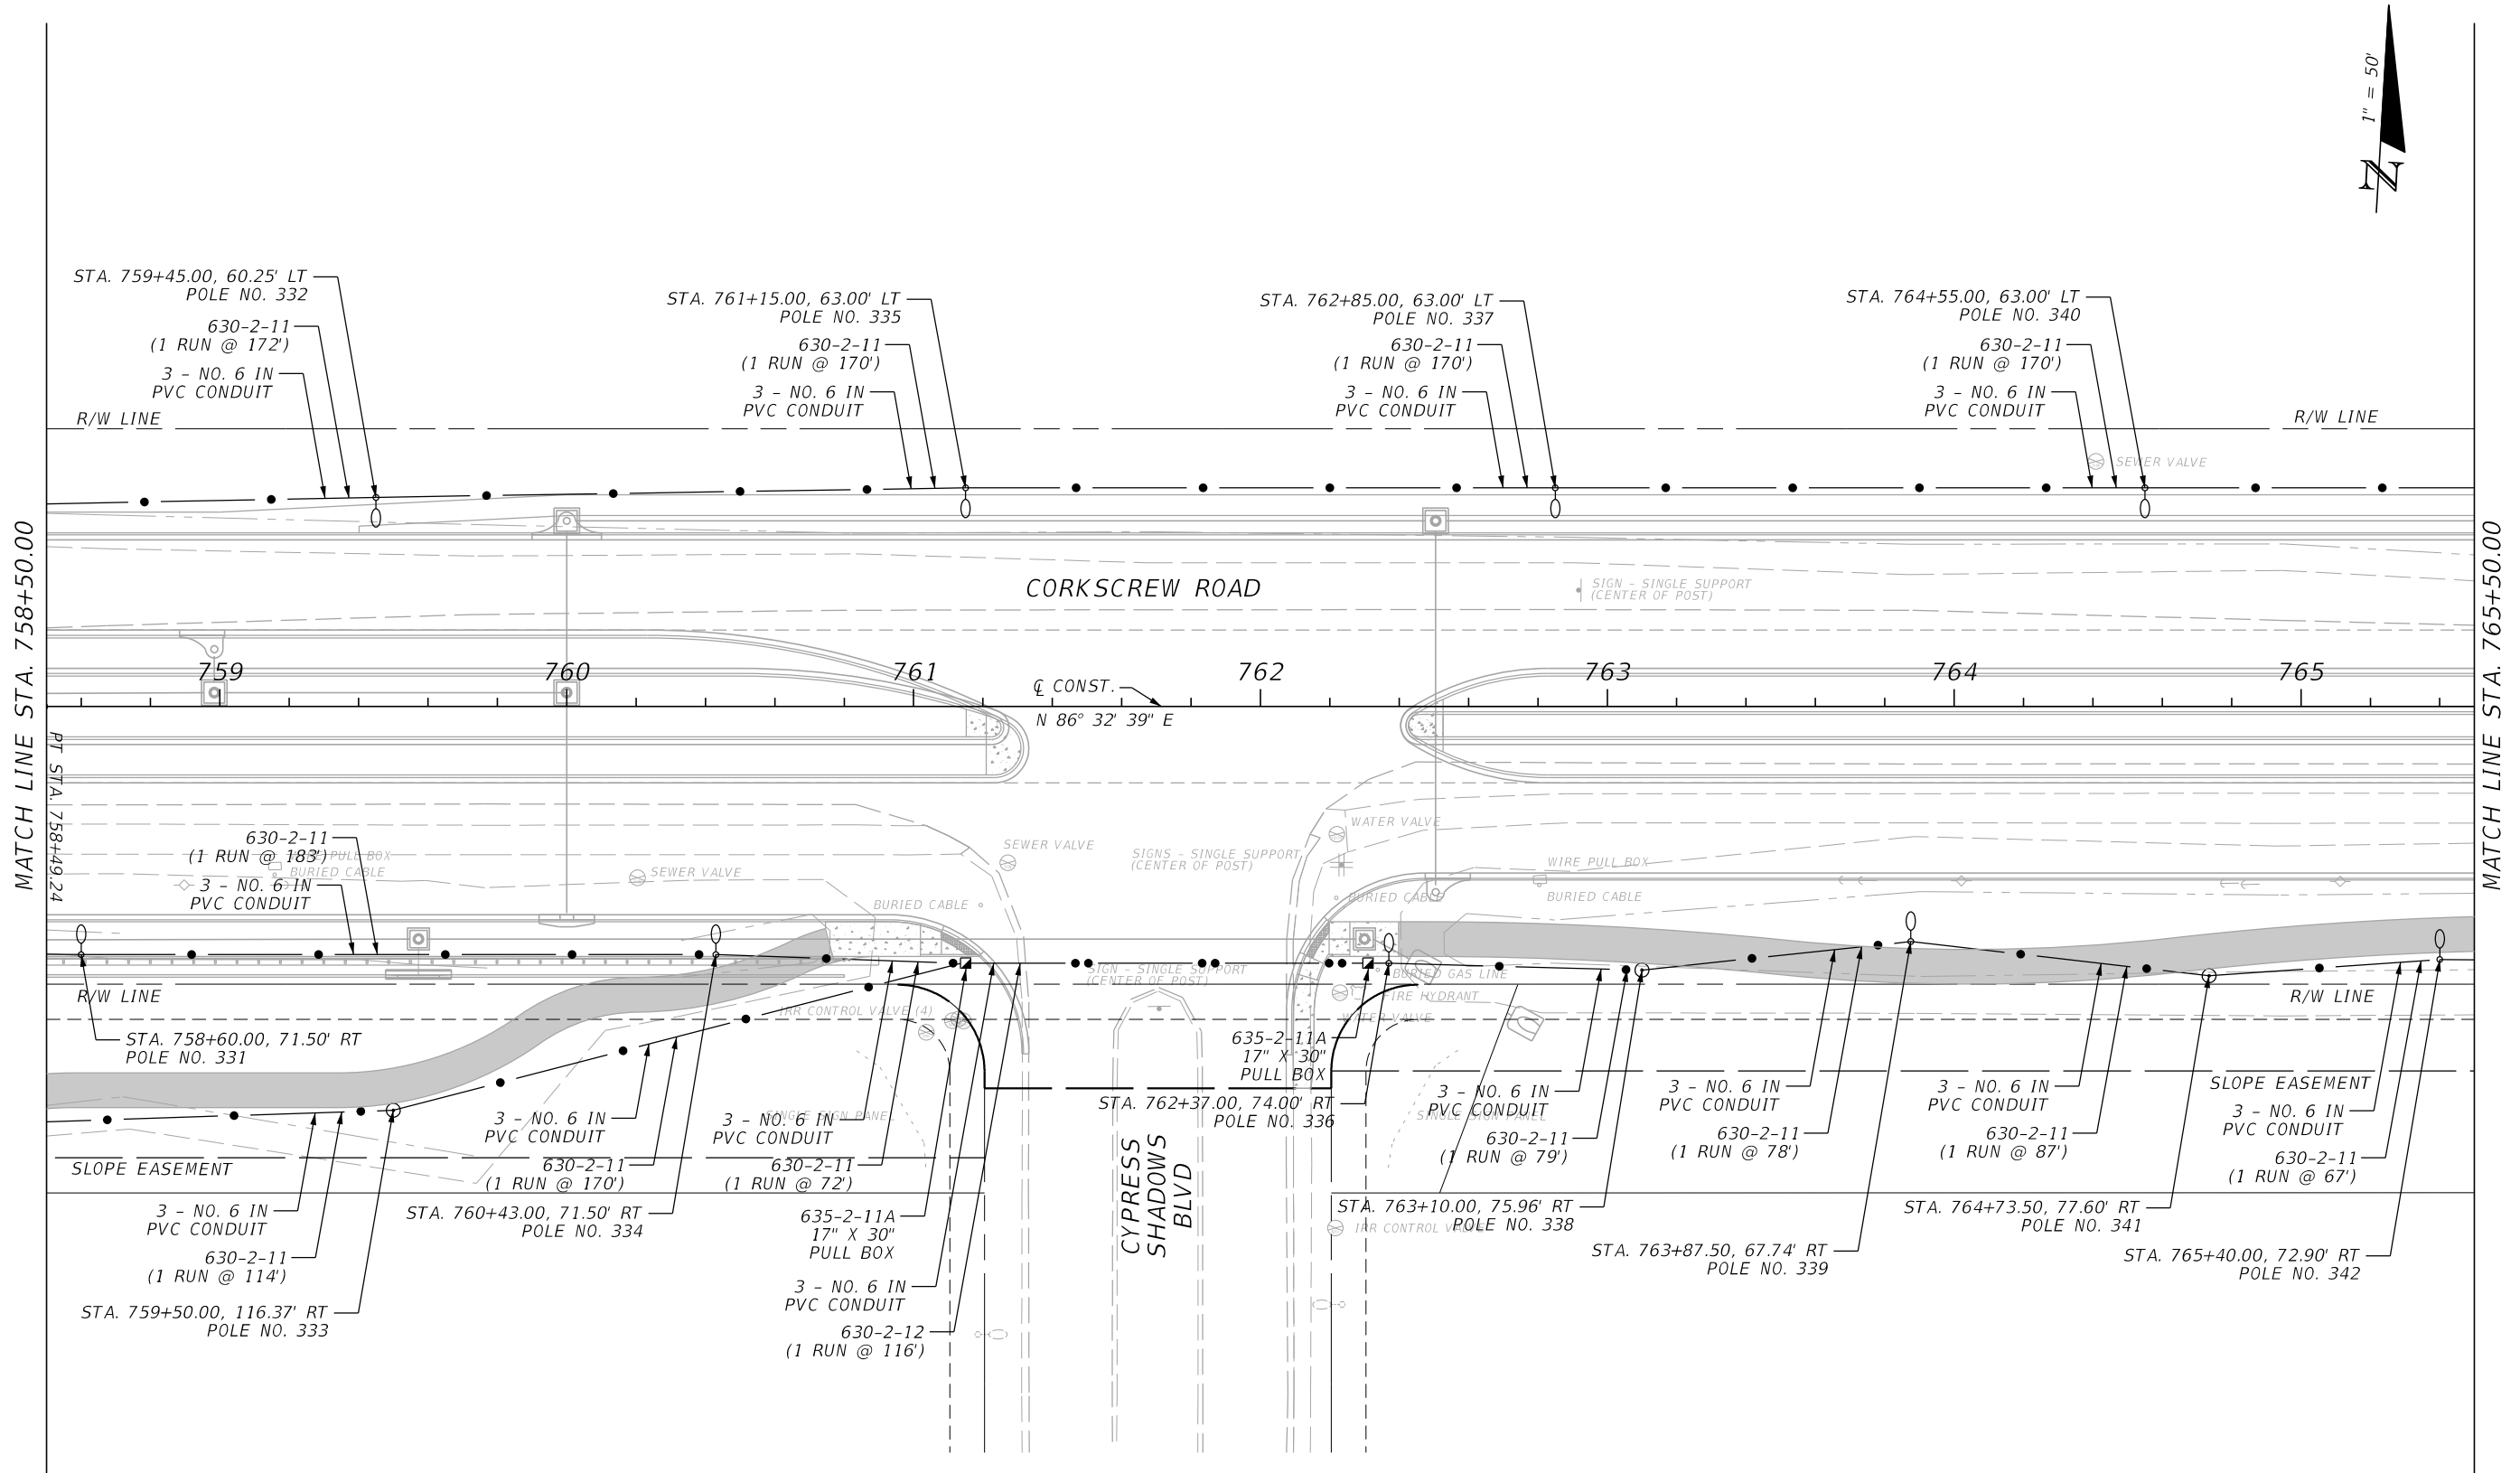 1" = 50'
N
STA. 759+45.00, 60.25' LT
POLE NO. 332
630-2-11
(1 RUN @ 172')
3 - NO. 6 IN
PVC CONDUIT
R/W LINE
STA. 761+15.00, 63.00' LT
POLE NO. 335
630-2-11
(1 RUN @ 170')
3 - NO. 6 IN
PVC CONDUIT
STA. 762+85.00, 63.00' LT
POLE NO. 337
630-2-11
(1 RUN @ 170')
3 - NO. 6 IN
PVC CONDUIT
STA. 764+55.00, 63.00' LT
POLE NO. 340
630-2-11
(1 RUN @ 170')
3 - NO. 6 IN
PVC CONDUIT
R/W LINE
SEWER VALVE
MATCH LINE STA. 758+50.00
MATCH LINE STA. 765+50.00
CORKSCREW ROAD
SIGN - SINGLE SUPPORT
(CENTER OF POST)
759
760
761
762
763
764
765
℄ CONST.
N 86° 32' 39" E
PT STA. 758+49.24
630-2-11
(1 RUN @ 183')
WIRE PULL BOX
BURIED CABLE
3 - NO. 6 IN
PVC CONDUIT
SEWER VALVE
BURIED CABLE
SEWER VALVE
SIGNS - SINGLE SUPPORT
(CENTER OF POST)
WATER VALVE
BURIED CABLE
WIRE PULL BOX
BURIED CABLE
SIGN - SINGLE SUPPORT
(CENTER OF POST)
BURIED GAS LINE
FIRE HYDRANT
WATER VALVE
R/W LINE
R/W LINE
IRR CONTROL VALVE (4)
STA. 758+60.00, 71.50' RT
POLE NO. 331
635-2-11A
17" X 30"
PULL BOX
STA. 762+37.00, 74.00' RT
POLE NO. 336
SINGLE SIGN PANEL
SINGLE SIGN PANEL
SLOPE EASEMENT
SLOPE EASEMENT
3 - NO. 6 IN
PVC CONDUIT
630-2-11
(1 RUN @ 114')
STA. 759+50.00, 116.37' RT
POLE NO. 333
3 - NO. 6 IN
PVC CONDUIT
630-2-11
(1 RUN @ 170')
STA. 760+43.00, 71.50' RT
POLE NO. 334
3 - NO. 6 IN
PVC CONDUIT
630-2-11
(1 RUN @ 72')
635-2-11A
17" X 30"
PULL BOX
3 - NO. 6 IN
PVC CONDUIT
630-2-12
(1 RUN @ 116')
CYPRESS
SHADOWS
BLVD
3 - NO. 6 IN
PVC CONDUIT
630-2-11
(1 RUN @ 79')
STA. 763+10.00, 75.96' RT
POLE NO. 338
IRR CONTROL VALVE
3 - NO. 6 IN
PVC CONDUIT
630-2-11
(1 RUN @ 78')
STA. 763+87.50, 67.74' RT
POLE NO. 339
3 - NO. 6 IN
PVC CONDUIT
630-2-11
(1 RUN @ 87')
STA. 764+73.50, 77.60' RT
POLE NO. 341
3 - NO. 6 IN
PVC CONDUIT
630-2-11
(1 RUN @ 67')
STA. 765+40.00, 72.90' RT
POLE NO. 342